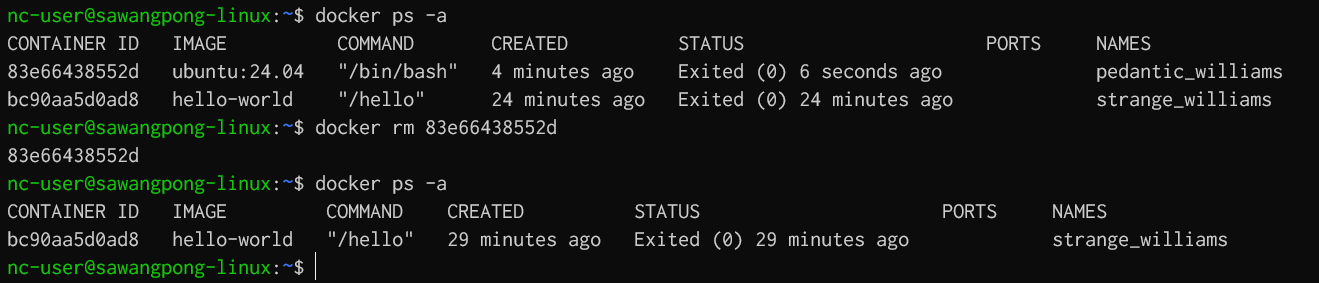 nc-user@sawangpong-linux:~$ docker ps -a
CONTAINER ID   IMAGE          COMMAND       CREATED          STATUS                      PORTS     NAMES
83e66438552d   ubuntu:24.04   "/bin/bash"   4 minutes ago    Exited (0) 6 seconds ago              pedantic_williams
bc90aa5d0ad8   hello-world    "/hello"      24 minutes ago   Exited (0) 24 minutes ago             strange_williams
nc-user@sawangpong-linux:~$ docker rm 83e66438552d
83e66438552d
nc-user@sawangpong-linux:~$ docker ps -a
CONTAINER ID   IMAGE         COMMAND    CREATED          STATUS                      PORTS     NAMES
bc90aa5d0ad8   hello-world   "/hello"   29 minutes ago   Exited (0) 29 minutes ago             strange_williams
nc-user@sawangpong-linux:~$